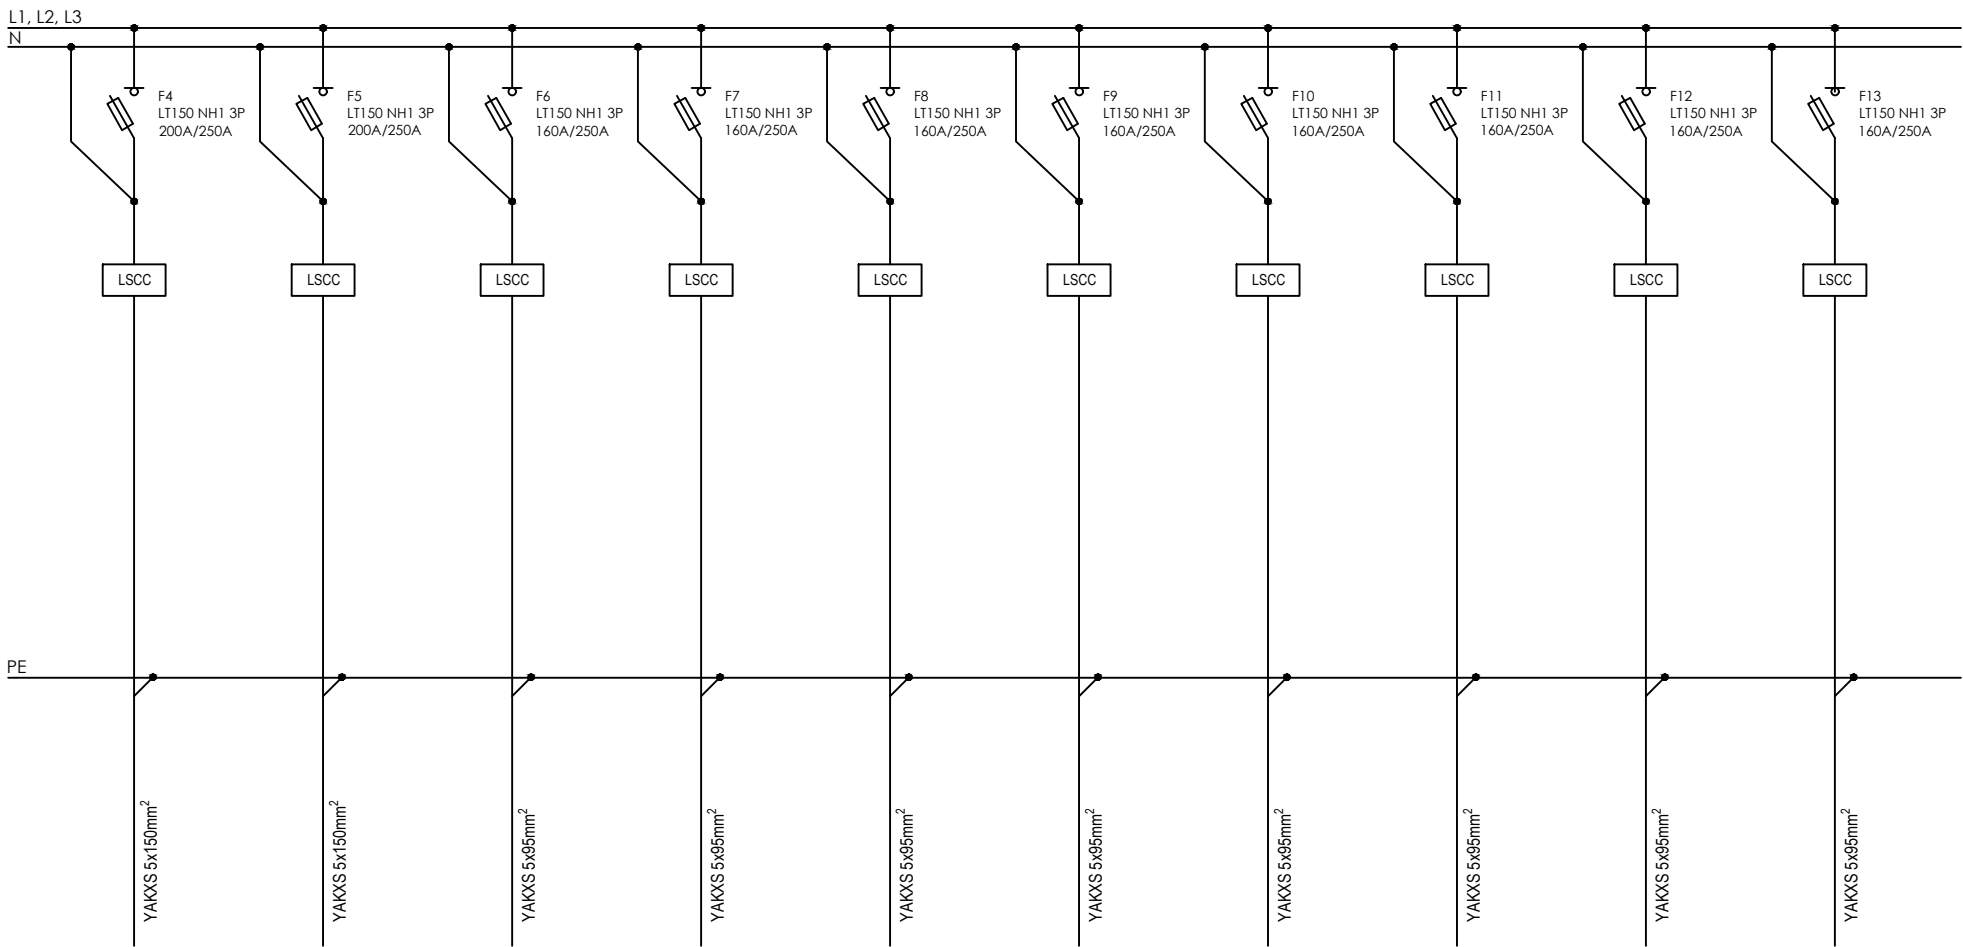 L1, L2, L3
N
F4
LT150 NH1 3P
200A/250A
F5
LT150 NH1 3P
200A/250A
F6
LT150 NH1 3P
160A/250A
F7
LT150 NH1 3P
160A/250A
F8
LT150 NH1 3P
160A/250A
F9
LT150 NH1 3P
160A/250A
F10
LT150 NH1 3P
160A/250A
F11
LT150 NH1 3P
160A/250A
F12
LT150 NH1 3P
160A/250A
F13
LT150 NH1 3P
160A/250A
LSCC
LSCC
LSCC
LSCC
LSCC
LSCC
LSCC
LSCC
LSCC
LSCC
PE
YAKXS 5x150mm²
YAKXS 5x150mm²
YAKXS 5x95mm²
YAKXS 5x95mm²
YAKXS 5x95mm²
YAKXS 5x95mm²
YAKXS 5x95mm²
YAKXS 5x95mm²
YAKXS 5x95mm²
YAKXS 5x95mm²